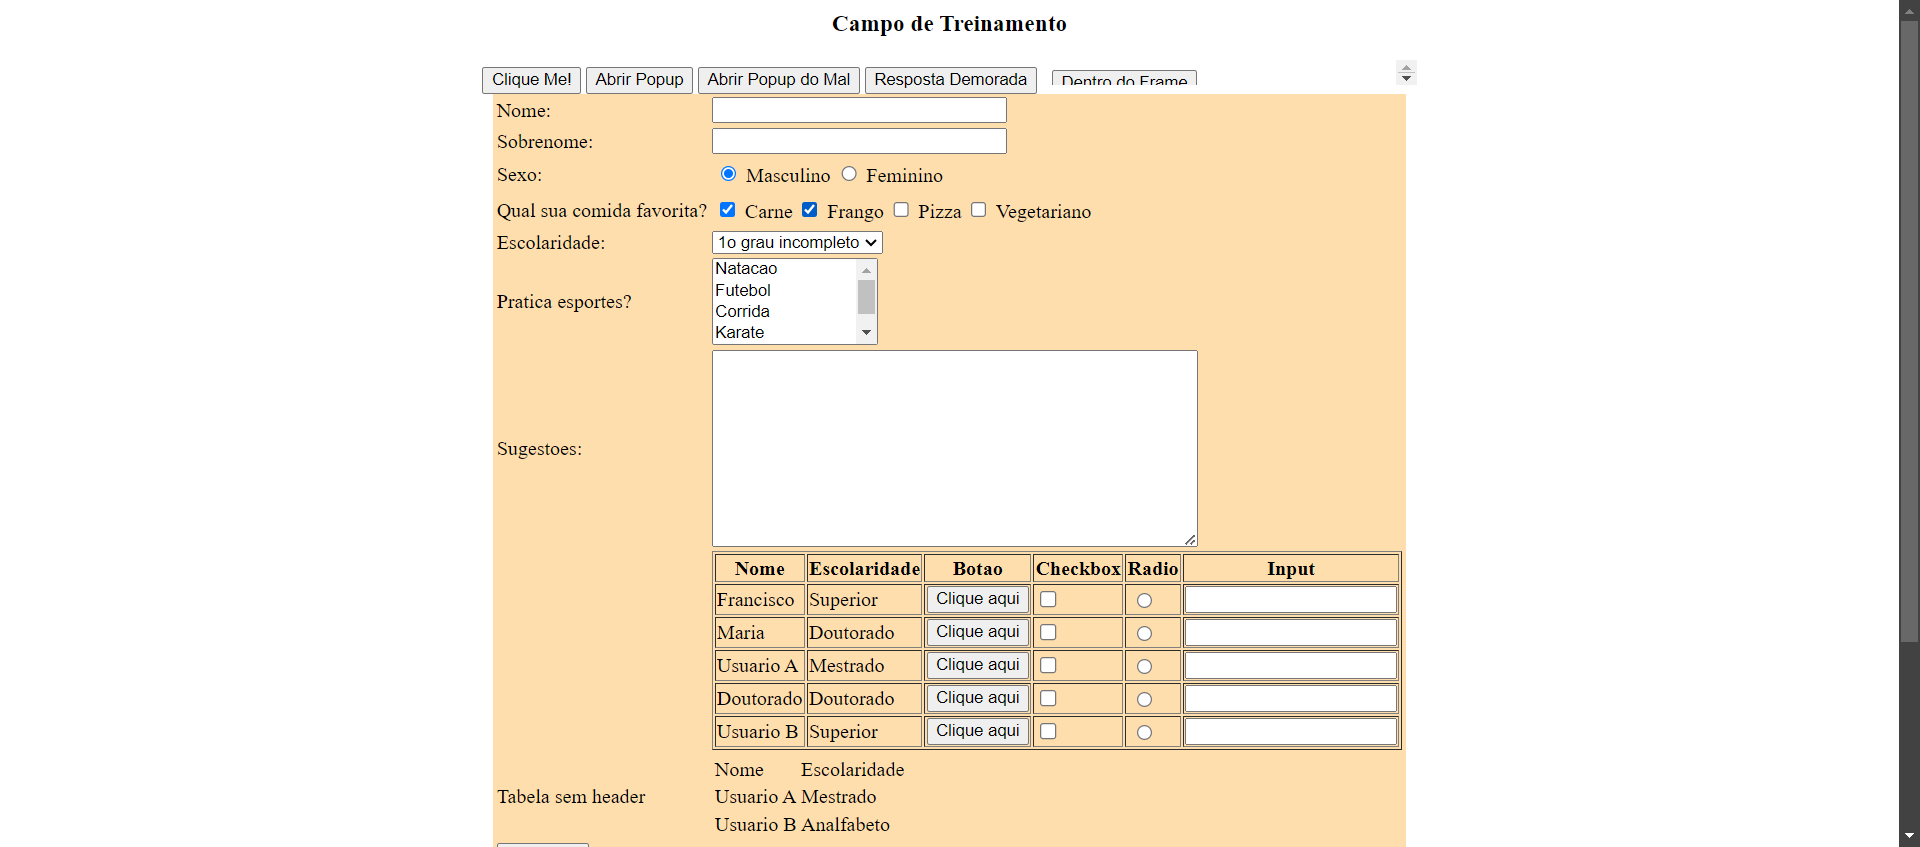 Campo de Treinamento
Clique Me! Abrir Popup Abrir Popup do Mal Resposta Demorada Dentro do Frame
Nome:
Sobrenome:
Sexo: Masculino Feminino
Qual sua comida favorita? Carne Frango Pizza Vegetariano
Escolaridade: 1o grau incompleto
Natacao
Futebol
Pratica esportes?
Corrida
Karate
Sugestoes:
Nome Escolaridade Botao Checkbox Radio Input
Francisco Superior Clique aqui
Maria Doutorado Clique aqui
Usuario A Mestrado Clique aqui
Doutorado Doutorado Clique aqui
Usuario B Superior Clique aqui
Nome Escolaridade
Tabela sem header Usuario A Mestrado
Usuario B Analfabeto